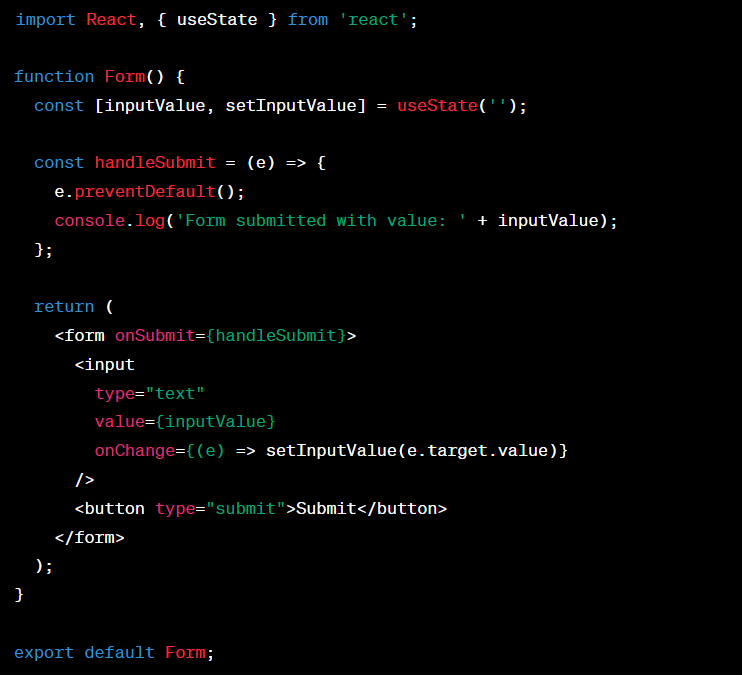 import React, { useState } from 'react';

function Form() {
  const [inputValue, setInputValue] = useState('');

  const handleSubmit = (e) => {
    e.preventDefault();
    console.log('Form submitted with value: ' + inputValue);
  };

  return (
    <form onSubmit={handleSubmit}>
      <input
        type="text"
        value={inputValue}
        onChange={(e) => setInputValue(e.target.value)}
      />
      <button type="submit">Submit</button>
    </form>
  );
}

export default Form;